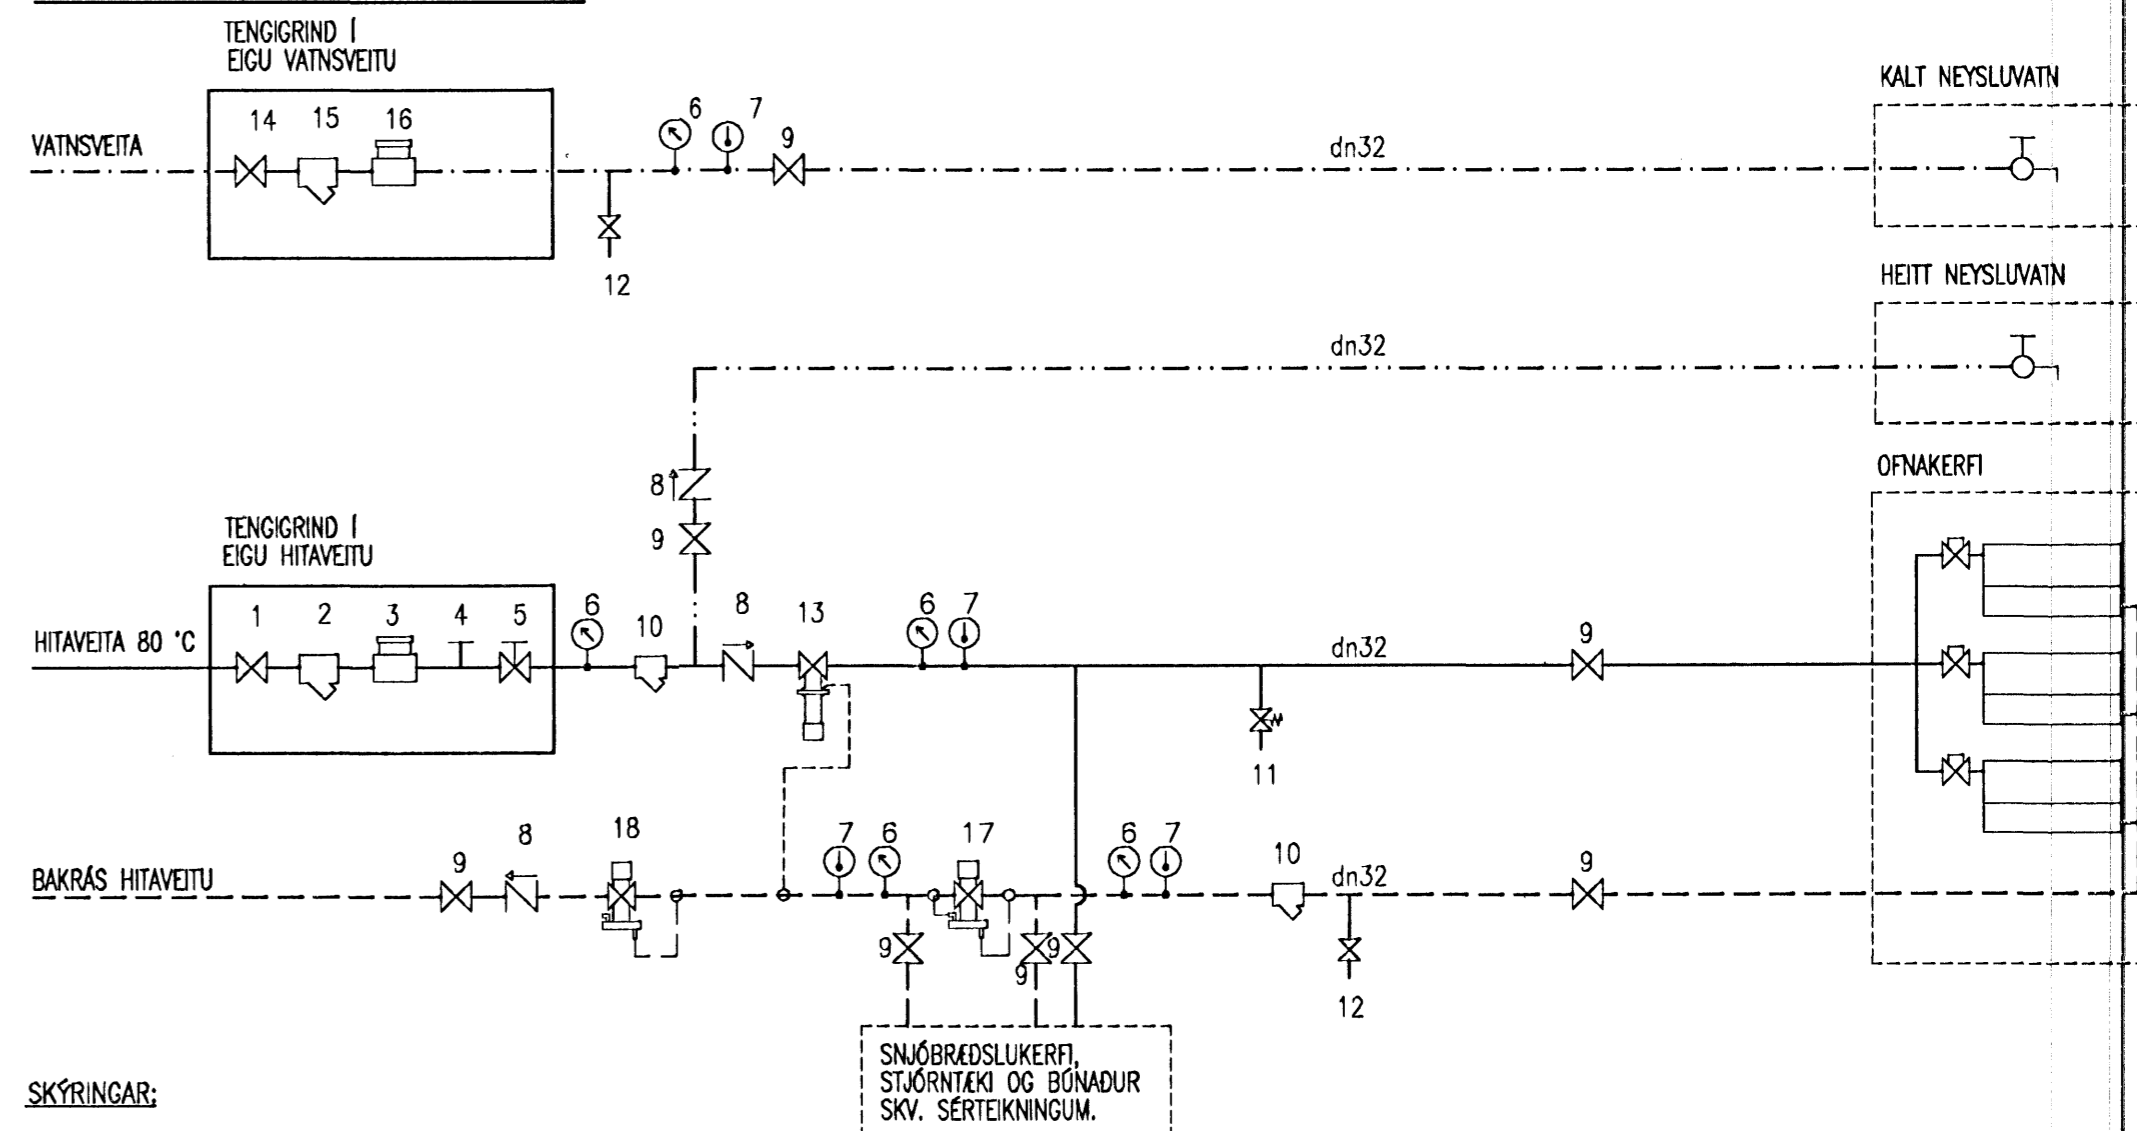 TENGIGRIND Í
EIGU VATNSVEITU
KALT NEYSLUVATN
14 15 16 6 7 9
VATNSVEITA
dn32
12
HEITT NEYSLUVATN
dn32
8
9
OFNAKERFI
TENGIGRIND Í
EIGU HITAVEITU
1 2 3 4 5 6 10 8 13 6 7 9
HITAVEITA 80 °C
dn32
11
9 8 18 7 6 17 6 7 10 9
BAKRÁS HITAVEITU
dn32
9 9 9
12
SNJÓBRÆÐSLUKERFI,
STJÓRNTÆKI OG BÚNAÐUR
SKV. SÉRTEIKNINGUM.
SKÝRINGAR: